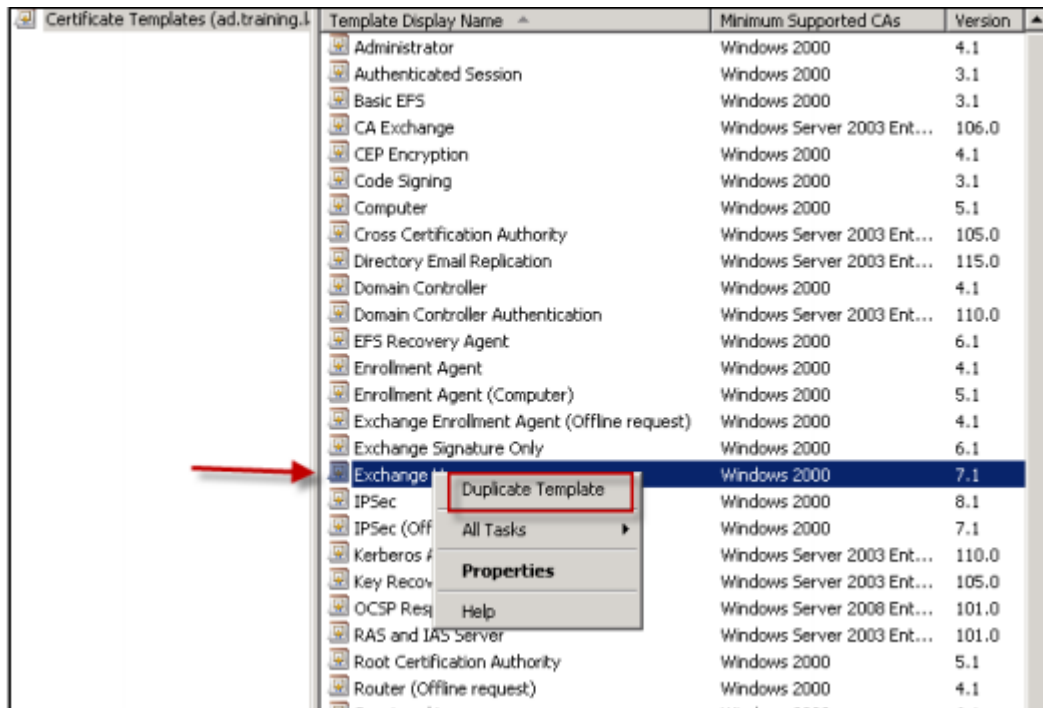 Certificate Templates (ad.training.
Template Display Name Minimum Supported CAs Version
Administrator Windows 2000 4.1
Authenticated Session Windows 2000 3.1
Basic EFS Windows 2000 3.1
CA Exchange Windows Server 2003 Ent... 106.0
CEP Encryption Windows 2000 4.1
Code Signing Windows 2000 3.1
Computer Windows 2000 5.1
Cross Certification Authority Windows Server 2003 Ent... 105.0
Directory Email Replication Windows Server 2003 Ent... 115.0
Domain Controller Windows 2000 4.1
Domain Controller Authentication Windows Server 2003 Ent... 110.0
EFS Recovery Agent Windows 2000 6.1
Enrollment Agent Windows 2000 4.1
Enrollment Agent (Computer) Windows 2000 5.1
Exchange Enrollment Agent (Offline request) Windows 2000 4.1
Exchange Signature Only Windows 2000 6.1
Exchange Windows 2000 7.1
Duplicate Template
IPSec Windows 2000 8.1
IPSec (Off Windows 2000 7.1
All Tasks
Kerberos Windows Server 2003 Ent... 110.0
Properties
Key Recov Windows Server 2003 Ent... 105.0
OCSP Resp Windows Server 2008 Ent... 101.0
Help
RAS and IAS Server Windows Server 2003 Ent... 101.0
Root Certification Authority Windows 2000 5.1
Router (Offline request) Windows 2000 4.1